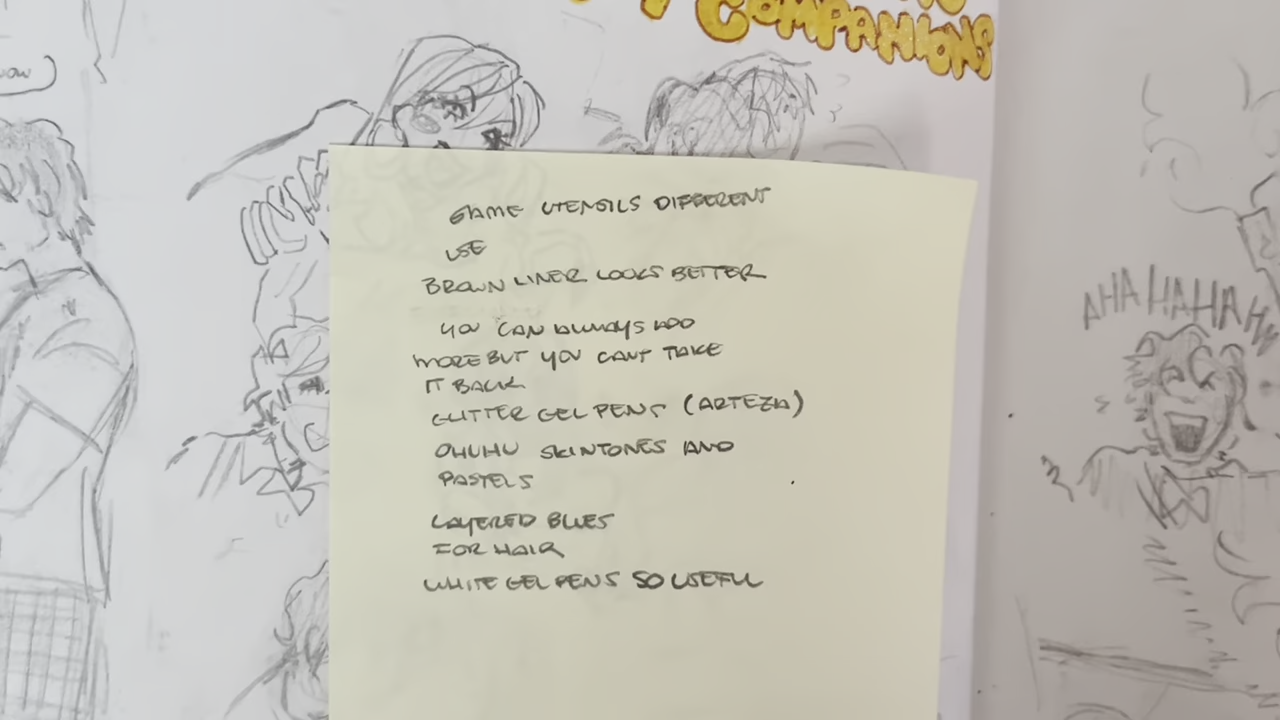 COMPANIONS
SAME UTENSILS DIFFERENT
USE
BROWN LINER LOOKS BETTER
YOU CAN ALWAYS ADD
MORE BUT YOU CANT TAKE
IT BACK
GLITTER GEL PENS (ARTEZA)
OHUHU SKINTONES AND
PASTELS
LAYERED BLUES
FOR HAIR
WHITE GEL PENS SO USEFUL
AHAHAHAH